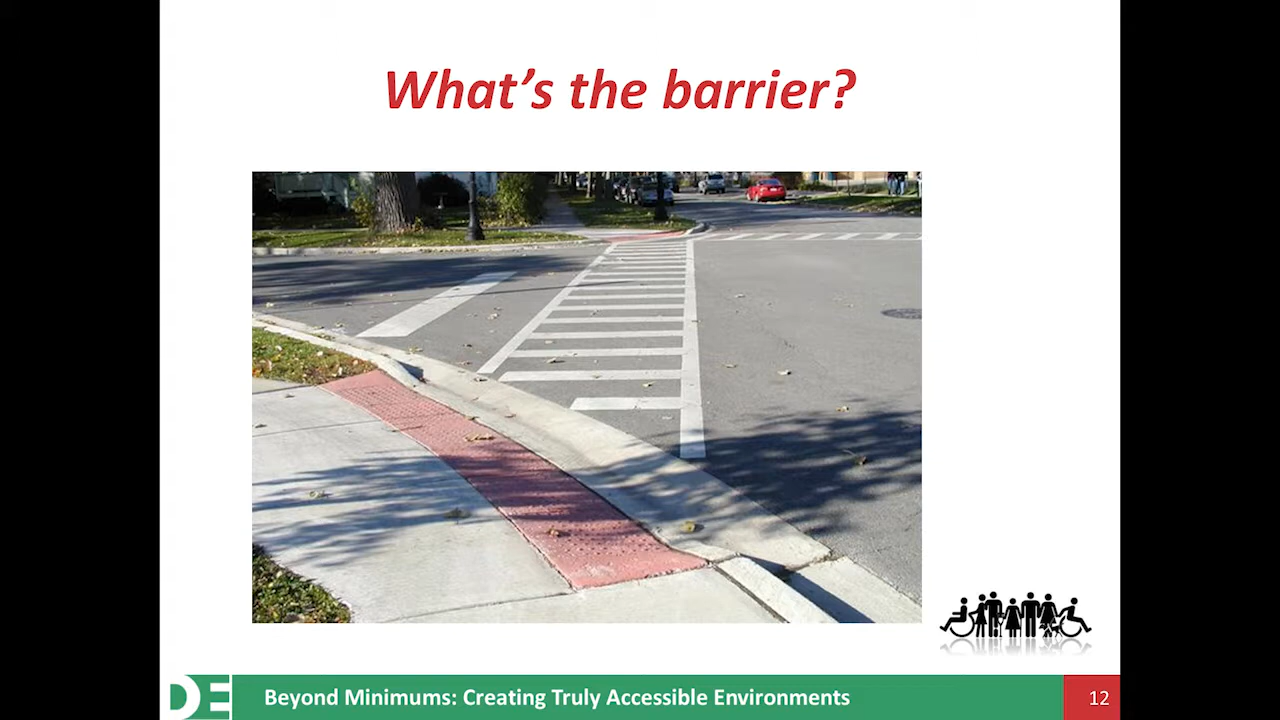 What's the barrier?
DE
Beyond Minimums: Creating Truly Accessible Environments
12